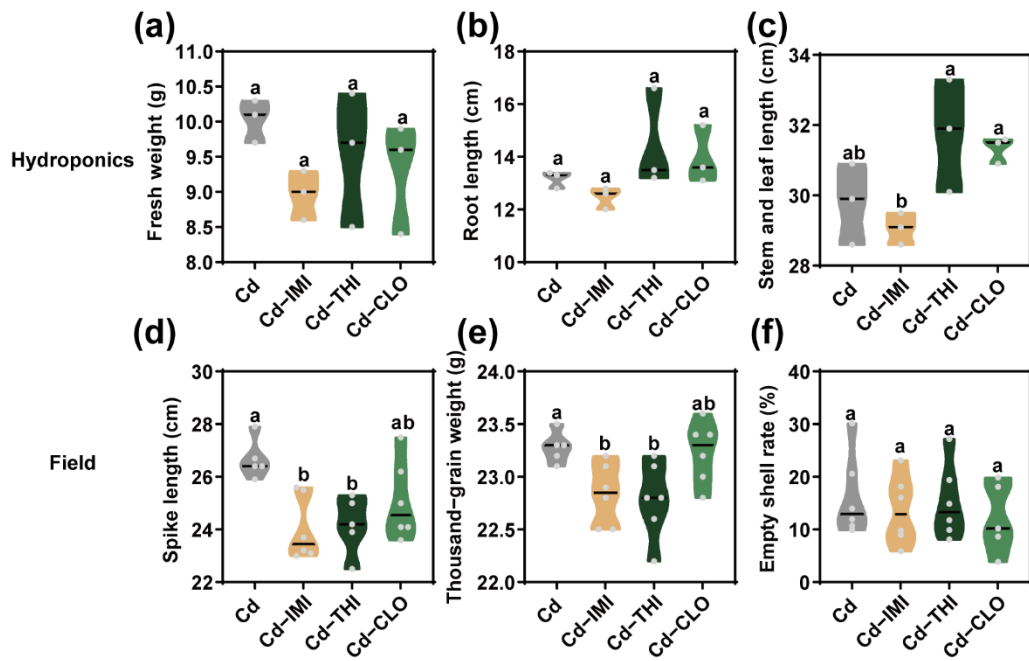 (a)
(b)
(c)
Hydroponics
Fresh weight (g)
11.0
10.5
10.0
9.5
9.0
8.5
8.0
a
a
a
a
Cd
Cd−IMI
Cd−THI
Cd−CLO
Root length (cm)
18
16
14
12
10
a
a
a
a
Cd
Cd−IMI
Cd−THI
Cd−CLO
Stem and leaf length (cm)
36
34
32
30
28
ab
b
a
a
Cd
Cd−IMI
Cd−THI
Cd−CLO
(d)
(e)
(f)
Field
Spike length (cm)
28
26
24
22
a
b
b
ab
Cd
Cd−IMI
Cd−THI
Cd−CLO
Thousand−grain weight (g)
24.0
23.5
23.0
22.5
22.0
a
b
b
ab
Cd
Cd−IMI
Cd−THI
Cd−CLO
Empty shell rate (%)
40
30
20
10
0
a
a
a
a
Cd
Cd−IMI
Cd−THI
Cd−CLO